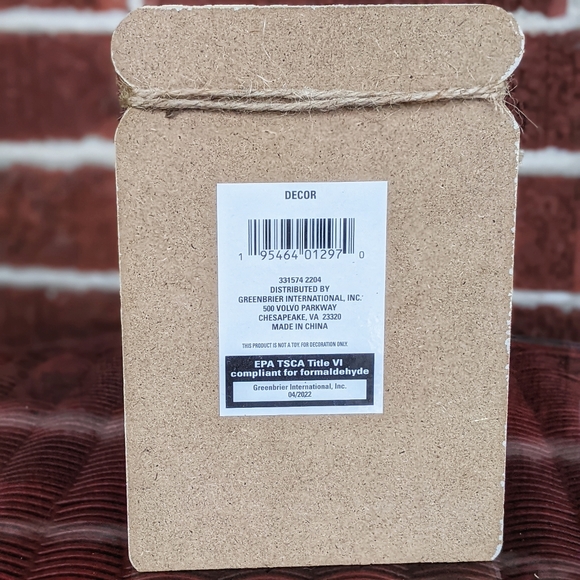 DECOR
1 95464 01297 0
331574 2204
DISTRIBUTED BY
GREENBRIER INTERNATIONAL, INC.
500 VOLVO PARKWAY
CHESAPEAKE, VA 23320
MADE IN CHINA
THIS PRODUCT IS NOT A TOY. FOR DECORATION ONLY.
EPA TSCA Title VI
compliant for formaldehyde
Greenbrier International, Inc.
04/2022